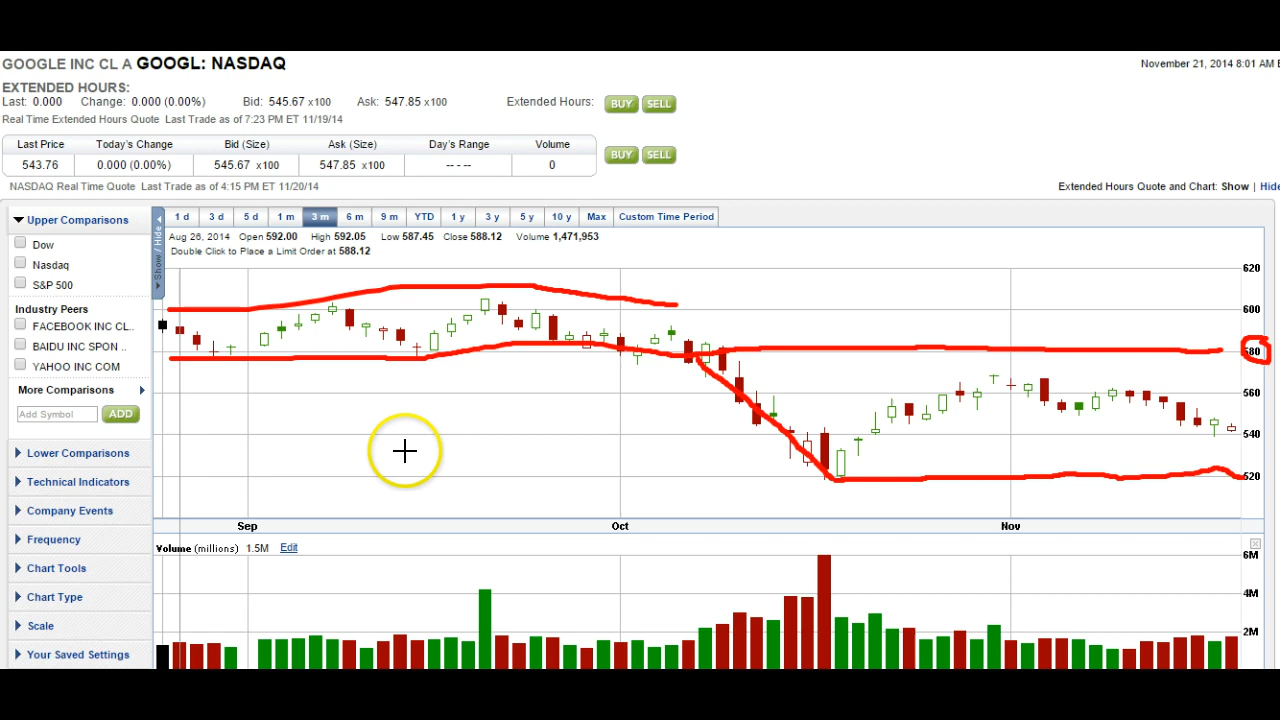 GOOGLE INC CL A GOOGL: NASDAQ
November 21, 2014 8:01 AM E
EXTENDED HOURS:
Last: 0.000 Change: 0.000 (0.00%) Bid: 545.67 x100 Ask: 547.85 x100 Extended Hours: BUY SELL
Real Time Extended Hours Quote Last Trade as of 7:23 PM ET 11/19/14
Last Price Today's Change Bid (Size) Ask (Size) Day's Range Volume
543.76 0.000 (0.00%) 545.67 x100 547.85 x100 -- - -- 0 BUY SELL
NASDAQ Real Time Quote Last Trade as of 4:15 PM ET 11/20/14
Extended Hours Quote and Chart: Show | Hide
Upper Comparisons
Dow
Nasdaq
S&P 500
Industry Peers
FACEBOOK INC CL..
BAIDU INC SPON ..
YAHOO INC COM
More Comparisons
Add Symbol ADD
Lower Comparisons
Technical Indicators
Company Events
Frequency
Chart Tools
Chart Type
Scale
Your Saved Settings
Show / Hide
1 d 3 d 5 d 1 m 3 m 6 m 9 m YTD 1 y 3 y 5 y 10 y Max Custom Time Period
Aug 26, 2014 Open 592.00 High 592.05 Low 587.45 Close 588.12 Volume 1,471,953
Double Click to Place a Limit Order at 588.12
620
600
580
560
540
520
Sep Oct Nov
Volume (millions) 1.5M Edit
6M
4M
2M